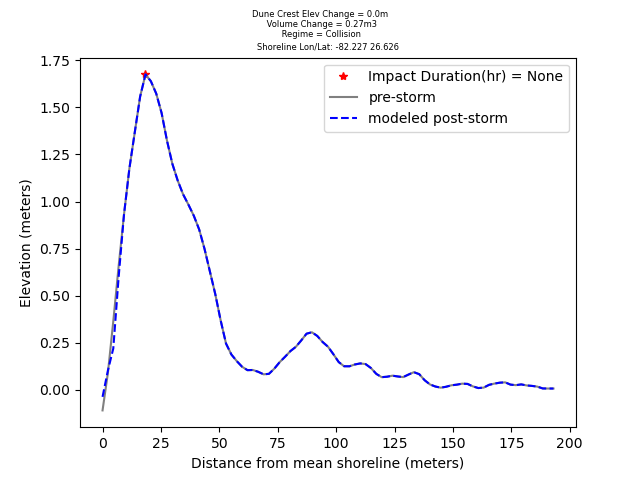 Dune Crest Elev Change = 0.0m
Volume Change = 0.27m3
Regime = Collision
Shoreline Lon/Lat: -82.227 26.626
Impact Duration(hr) = None
pre-storm
modeled post-storm
Elevation (meters)
1.75
1.50
1.25
1.00
0.75
0.50
0.25
0.00
0 25 50 75 100 125 150 175 200
Distance from mean shoreline (meters)